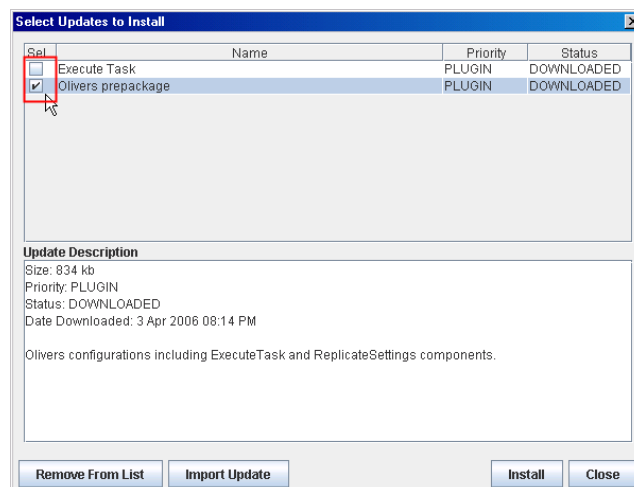 Select Updates to Install
Sel Name Priority Status
Execute Task PLUGIN DOWNLOADED
Olivers prepackage PLUGIN DOWNLOADED
Update Description
Size: 834 kb
Priority: PLUGIN
Status: DOWNLOADED
Date Downloaded: 3 Apr 2006 08:14 PM
Olivers configurations including ExecuteTask and ReplicateSettings components.
Remove From List Import Update Install Close